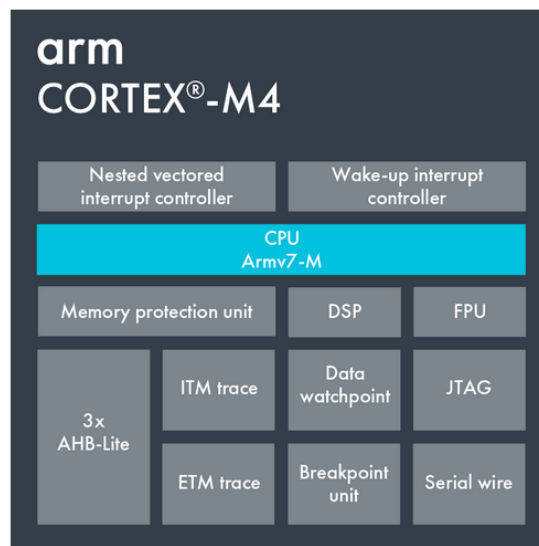 arm
CORTEX®-M4
Nested vectored
interrupt controller
Wake-up interrupt
controller
CPU
Armv7-M
Memory protection unit
DSP
FPU
3x
AHB-Lite
ITM trace
Data
watchpoint
JTAG
ETM trace
Breakpoint
unit
Serial wire